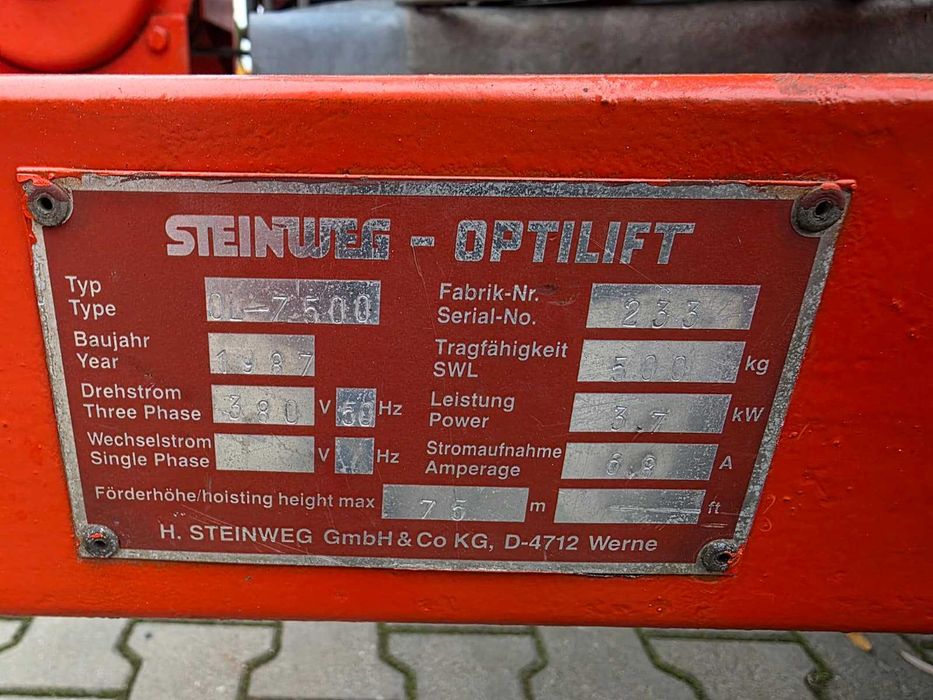 STEINWEG - OPTILIFT
Typ
Type OL-7500
Fabrik-Nr.
Serial-No. 233
Baujahr
Year 1987
Tragfähigkeit
SWL 500 kg
Drehstrom
Three Phase 380 V 50 Hz
Leistung
Power 3.7 kW
Wechselstrom
Single Phase V Hz
Stromaufnahme
Amperage 6.8 A
Förderhöhe/hoisting height max 75 m ft
H. STEINWEG GmbH & Co KG, D-4712 Werne